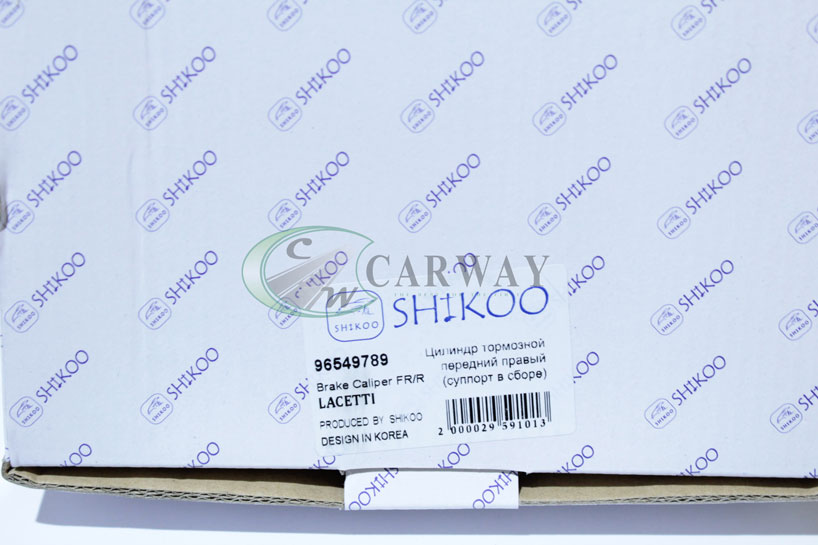 CARWAY
SHIKOO
SHIKOO
96549789
Цилиндр тормозной
передний правый
(суппорт в сборе)
Brake Caliper FR/R
LACETTI
PRODUCED BY SHIKOO
DESIGN IN KOREA
2 000029 591013